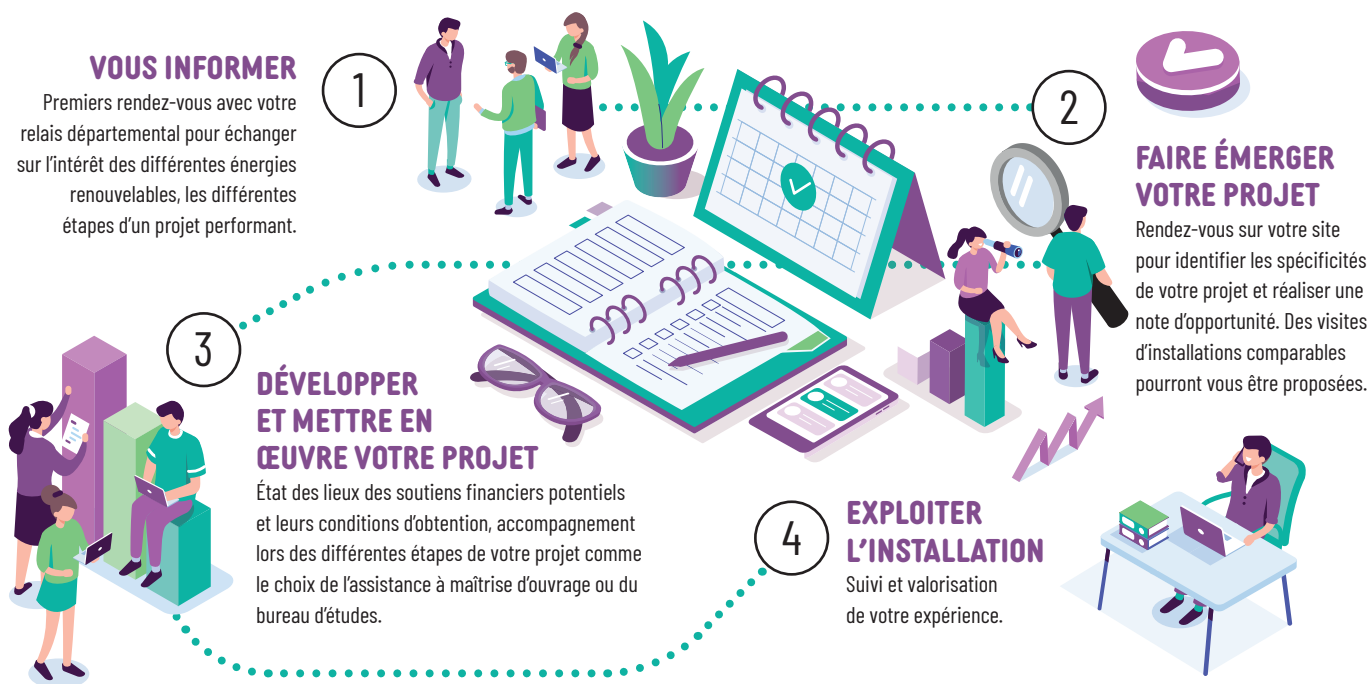 1
VOUS INFORMER
Premiers rendez-vous avec votre
relais départemental pour échanger
sur l'intérêt des différentes énergies
renouvelables, les différentes
étapes d'un projet performant.
2
FAIRE ÉMERGER
VOTRE PROJET
Rendez-vous sur votre site
pour identifier les spécificités
de votre projet et réaliser une
note d'opportunité. Des visites
d'installations comparables
pourront vous être proposées.
3
DÉVELOPPER
ET METTRE EN
ŒUVRE VOTRE PROJET
État des lieux des soutiens financiers potentiels
et leurs conditions d'obtention, accompagnement
lors des différentes étapes de votre projet comme
le choix de l'assistance à maîtrise d'ouvrage ou du
bureau d'études.
4
EXPLOITER
L'INSTALLATION
Suivi et valorisation
de votre expérience.